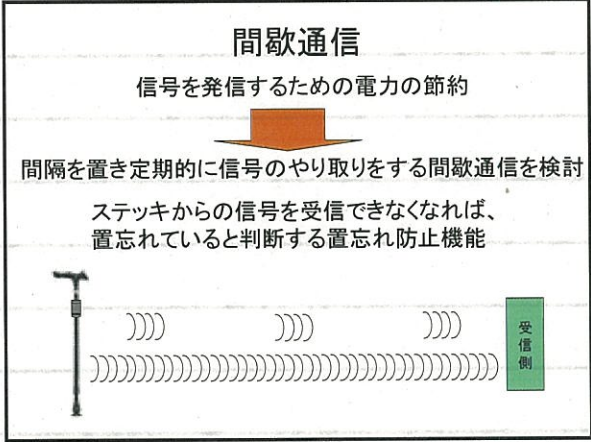 間歇通信
信号を発信するための電力の節約
間隔を置き定期的に信号のやり取りをする間歇通信を検討
ステッキからの信号を受信できなくなれば、
置忘れていると判断する置忘れ防止機能
受信側